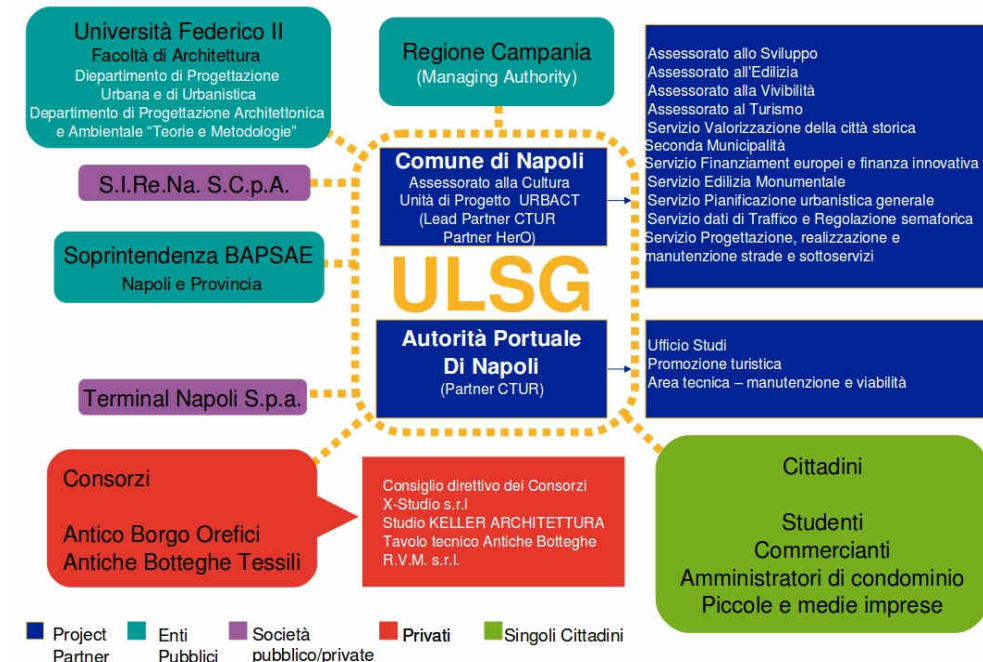 Università Federico II
Facoltà di Architettura
Diepartimento di Progettazione
Urbana e di Urbanistica
Departimento di Progettazione Architettonica
e Ambientale “Teorie e Metodologie”
Regione Campania
(Managing Authority)
Assessorato allo Sviluppo
Assessorato all'Edilizia
Assessorato alla Vivibilità
Assessorato al Turismo
Servizio Valorizzazione della città storica
Seconda Municipalità
Servizio Finanziament europei e finanza innovativa
Servizio Edilizia Monumentale
Servizio Pianificazione urbanistica generale
Servizio dati di Traffico e Regolazione semaforica
Servizio Progettazione, realizzazione e
manutenzione strade e sottoservizi
S.I.Re.Na. S.C.p.A.
Comune di Napoli
Assessorato alla Cultura
Unità di Progetto URBACT
(Lead Partner CTUR
Partner HerO)
Soprintendenza BAPSAE
Napoli e Provincia
ULSG
Autorità Portuale
Di Napoli
(Partner CTUR)
Ufficio Studi
Promozione turistica
Area tecnica – manutenzione e viabilità
Terminal Napoli S.p.a.
Consorzi
Antico Borgo Orefici
Antiche Botteghe Tessili
Consiglio direttivo dei Consorzi
X-Studio s.r.l
Studio KELLER ARCHITETTURA
Tavolo tecnico Antiche Botteghe
R.V.M. s.r.l.
Cittadini
Studenti
Commercianti
Amministratori di condominio
Piccole e medie imprese
Project
Partner
Enti
Pubblici
Società
pubblico/private
Privati
Singoli Cittadini